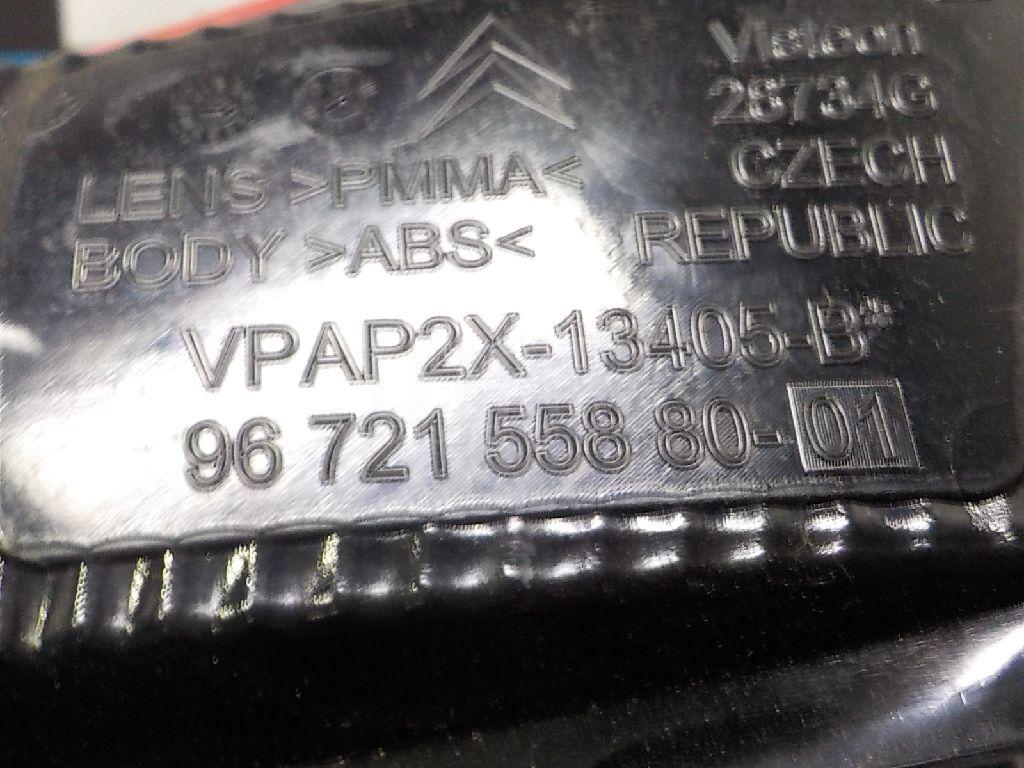 Visteon
28734G
CZECH
REPUBLIC
LENS >PMMA<
BODY >ABS<
VPAP2X-13405-B*
96 721 558 80-01